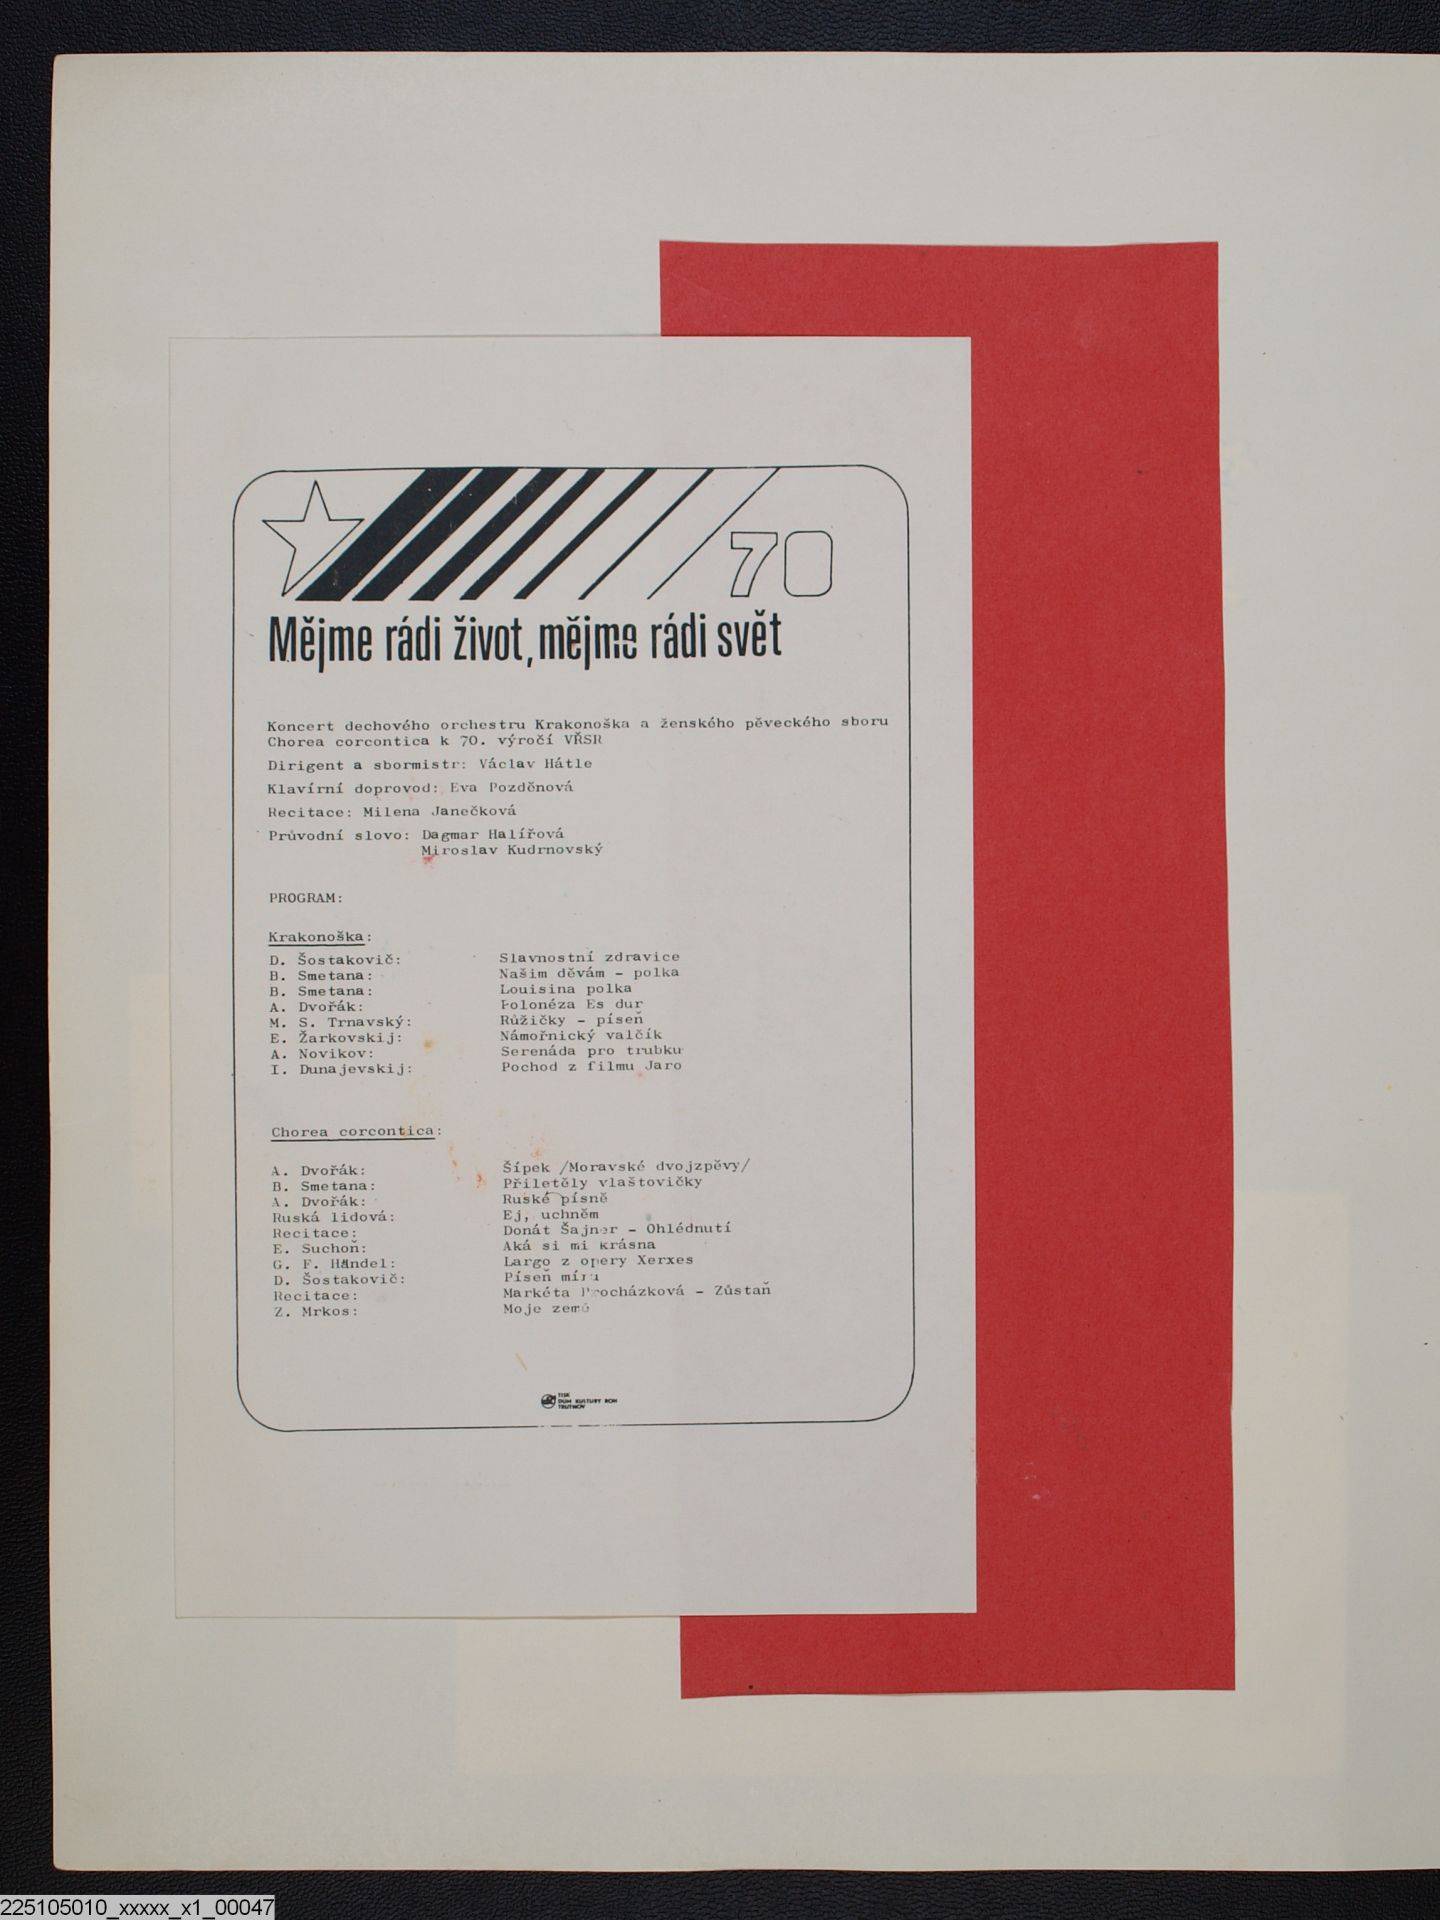 70
Mějme rádi život, mějme rádi svět
Koncert dechového orchestru Krakonoška a ženského pěveckého sboru
Chorea corcontica k 70. výročí VŘSR
Dirigent a sbormistr: Václav Hátle
Klavírní doprovod: Eva Pozděnová
Recitace: Milena Janečková
Průvodní slovo: Dagmar Halířová
Miroslav Kudrnovský
PROGRAM:
Krakonoška:
D. Šostakovič: Slavnostní zdravice
B. Smetana: Našim děvám - polka
B. Smetana: Louisina polka
A. Dvořák: Polonéza Es dur
M. S. Trnavský: Růžičky - píseň
E. Žarkovskij: Námořnický valčík
A. Novikov: Serenáda pro trubku
I. Dunajevskij: Pochod z filmu Jaro
Chorea corcontica:
A. Dvořák: Šípek /Moravské dvojzpěvy/
B. Smetana: Přiletěly vlaštovičky
A. Dvořák: Ruské písně
Ruská lidová: Ej, uchněm
Recitace: Donát Šajner - Ohlédnutí
E. Suchoň: Aká si mi krásna
G. F. Händel: Largo z opery Xerxes
D. Šostakovič: Píseň míru
Recitace: Markéta Procházková - Zůstaň
Z. Mrkos: Moje země
TISK
DŮM KULTURY ROH
TRUTNOV
225105010_xxxxx_x1_00047